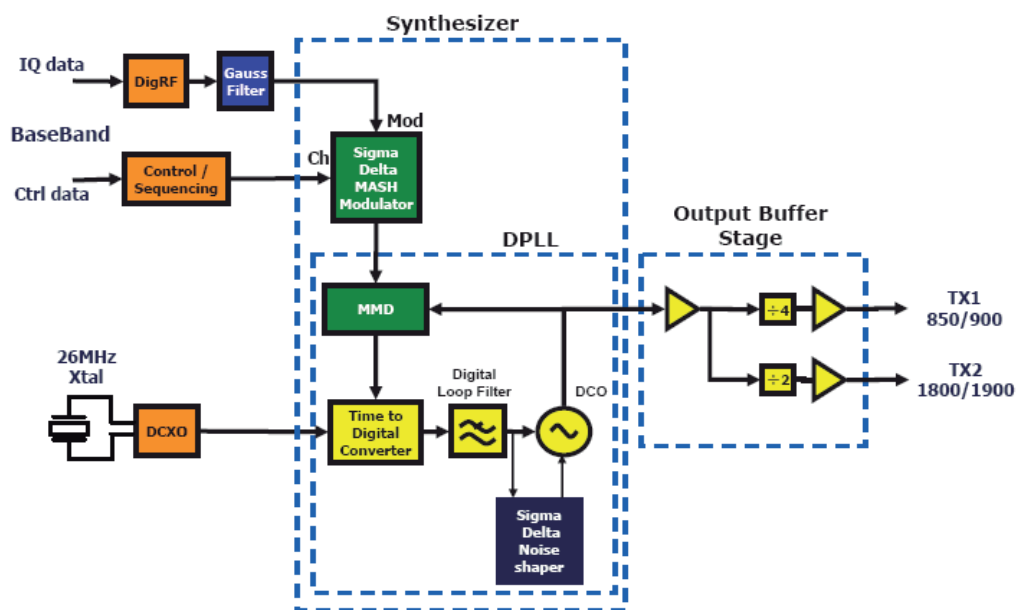 Synthesizer
IQ data
DigRF
Gauss
Filter
Mod
BaseBand
Ch
Sigma
Delta
MASH
Modulator
Control /
Sequencing
Ctrl data
Output Buffer
Stage
DPLL
MMD
÷4
TX1
850/900
26MHz
Xtal
Digital
Loop Filter
DCO
÷2
TX2
1800/1900
DCXO
Time to
Digital
Converter
Sigma
Delta
Noise
shaper